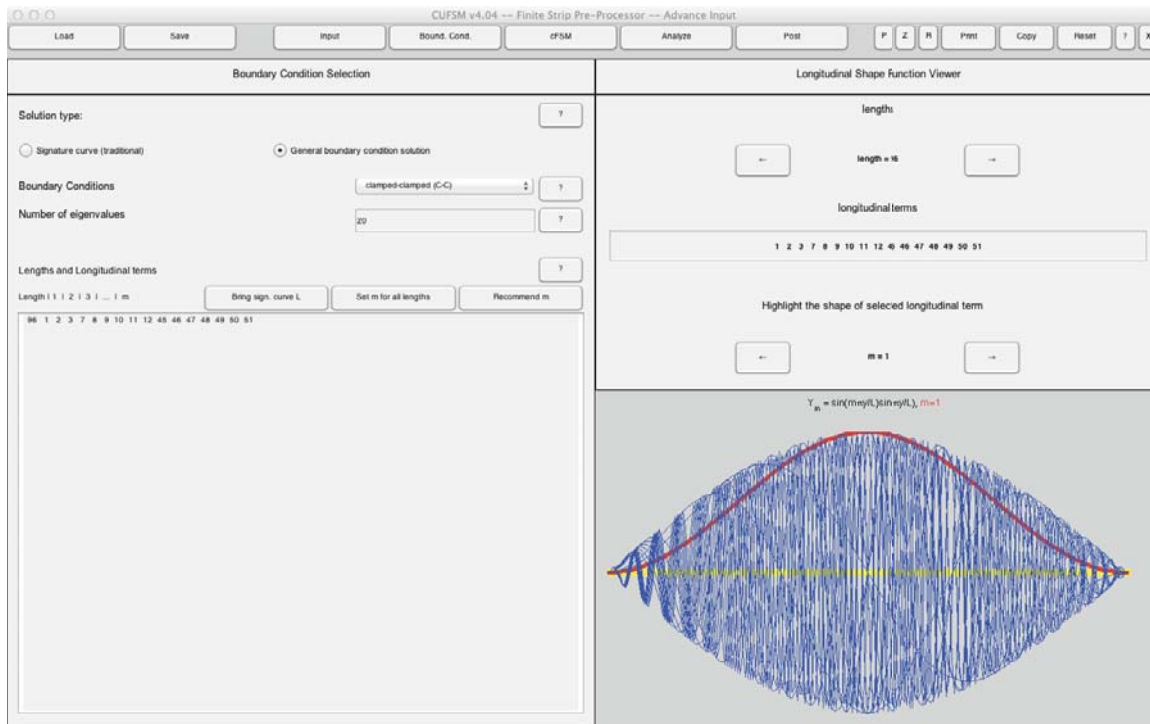 CUFSM v4.04 -- Finite Strip Pre-Processor -- Advance Input
Load Save Input Bound. Cond. cFSM Analyze Post P Z R Print Copy Reset ? X
Boundary Condition Selection
Solution type: ?
Signature curve (traditional) General boundary condition solution
Boundary Conditions clamped-clamped (C-C) ?
Number of eigenvalues 20 ?
Lengths and Longitudinal terms ?
Length | 1 | 2 | 3 | ... | m Bring sign. curve L Set m for all lengths Recommend m
96 1 2 3 7 8 9 10 11 12 45 46 47 48 49 50 51
Longitudinal Shape Function Viewer
lengths
← length = →
longitudinal terms
1 2 3 7 8 9 10 11 12 46 47 48 49 50 51
Highlight the shape of selected longitudinal term
← m = 1 →
m=1